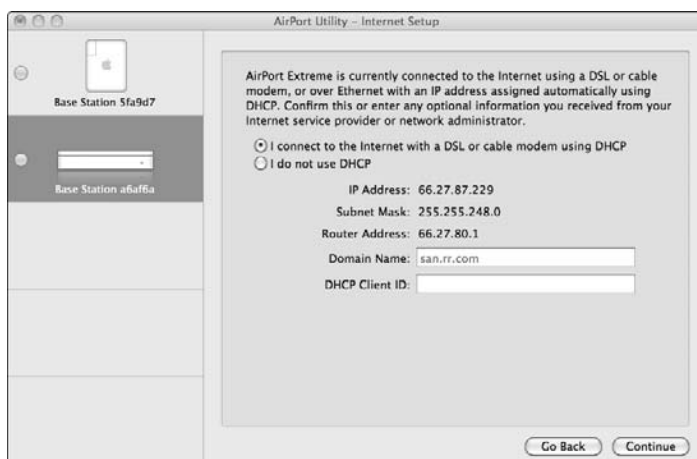 AirPort Utility – Internet Setup
Base Station 5fa9d7
Base Station a6af6a
AirPort Extreme is currently connected to the Internet using a DSL or cable
modem, or over Ethernet with an IP address assigned automatically using
DHCP. Confirm this or enter any optional information you received from your
Internet service provider or network administrator.
I connect to the Internet with a DSL or cable modem using DHCP
I do not use DHCP
IP Address: 66.27.87.229
Subnet Mask: 255.255.248.0
Router Address: 66.27.80.1
Domain Name: san.rr.com
DHCP Client ID:
Go Back Continue